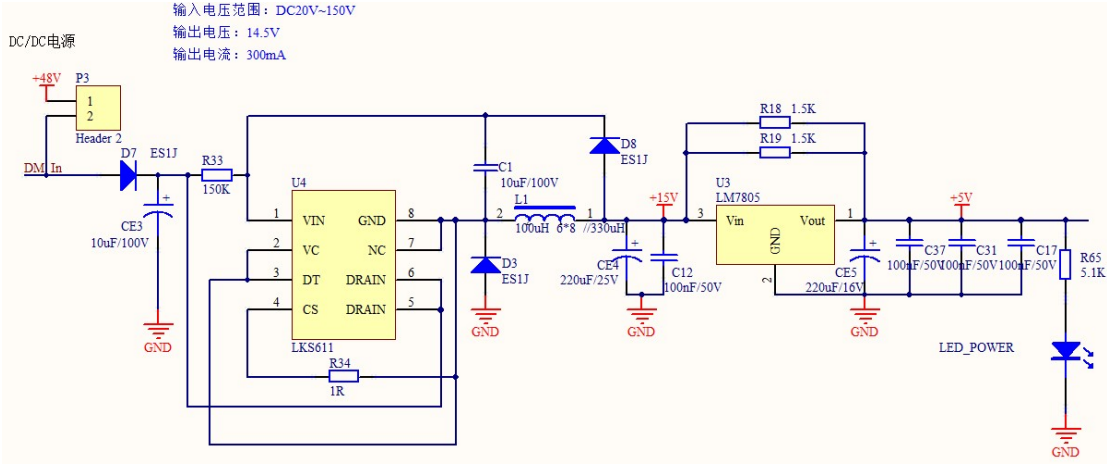 输入电压范围：DC20V~150V
输出电压：14.5V
输出电流：300mA
DC/DC电源
+48V
P3
1
2
Header 2
DM_In
D7
ES1J
R33
150K
CE3
10uF/100V
GND
U4
1
VIN
GND
8
2
VC
NC
7
3
DT
DRAIN
6
4
CS
DRAIN
5
LKS611
R34
1R
C1
10uF/100V
D8
ES1J
L1
2
1
100uH 6*8 //330uH
D3
ES1J
GND
CE4
220uF/25V
+15V
C12
100nF/50V
GND
R18 1.5K
R19 1.5K
U3
LM7805
3
Vin
Vout
1
GND
2
CE5
220uF/16V
GND
+5V
C37
100nF/50V
C31
100nF/50V
C17
100nF/50V
R65
5.1K
LED_POWER
GND